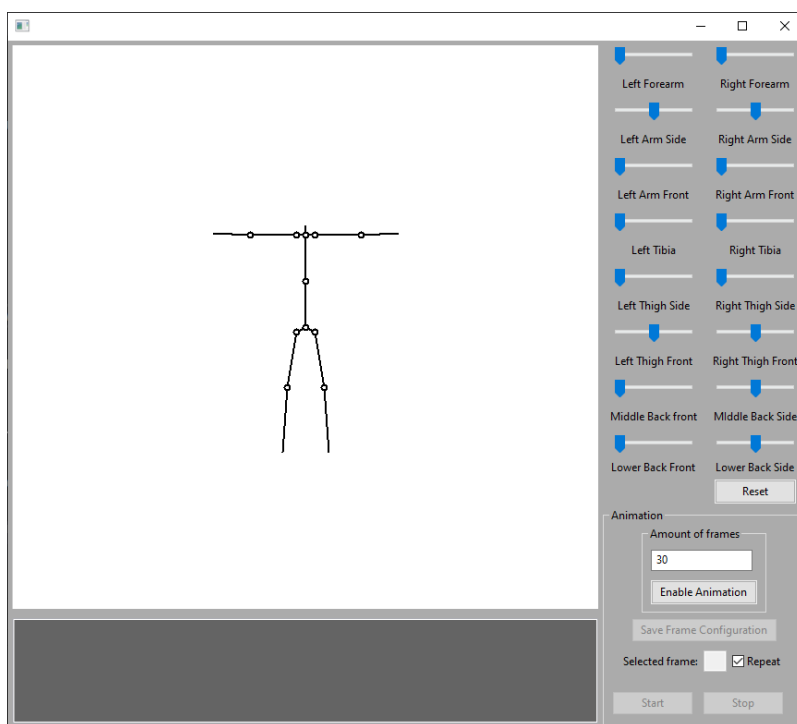 Left Forearm Right Forearm
Left Arm Side Right Arm Side
Left Arm Front Right Arm Front
Left Tibia Right Tibia
Left Thigh Side Right Thigh Side
Left Thigh Front Right Thigh Front
Middle Back front MIddle Back Side
Lower Back Front Lower Back Side
Reset
Animation
Amount of frames
30
Enable Animation
Save Frame Configuration
Selected frame: Repeat
Start Stop